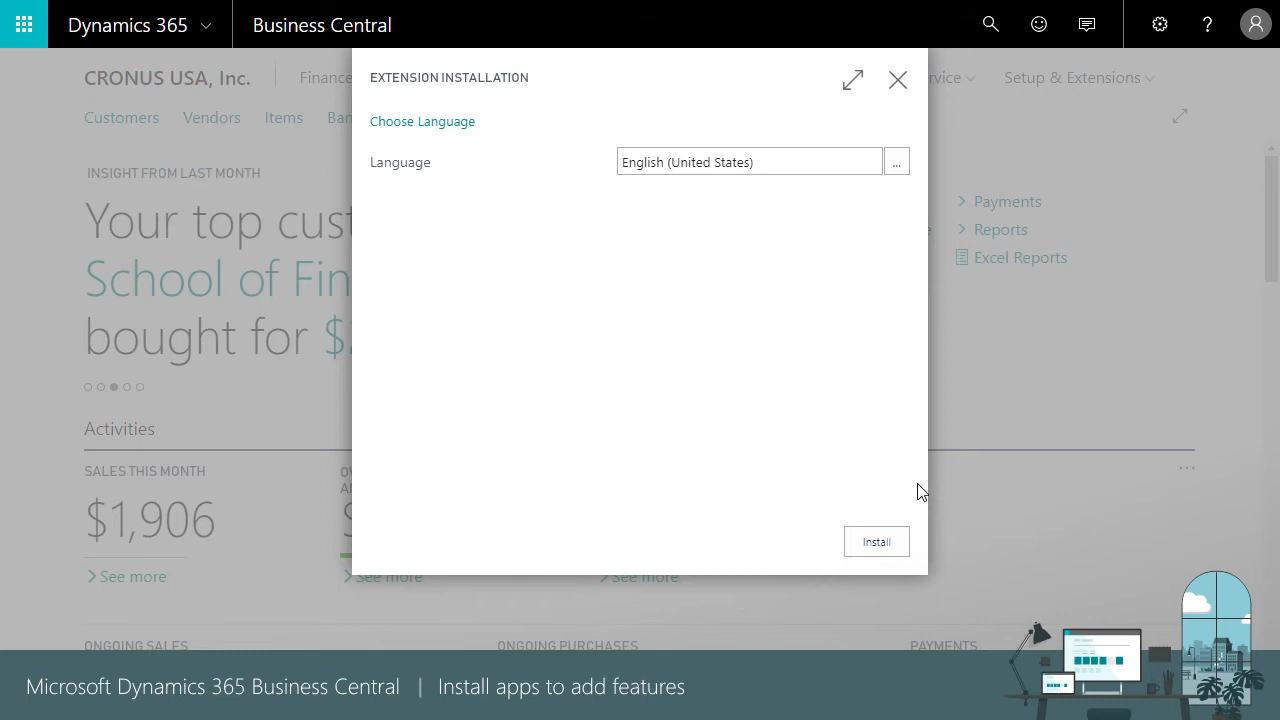 Dynamics 365 Business Central
CRONUS USA, Inc. Finance Setup & Extensions
Customers Vendors Items
EXTENSION INSTALLATION
Choose Language
Language English (United States) ...
INSIGHT FROM LAST MONTH
Your top
School of
bought for
Payments
Reports
Excel Reports
Activities
SALES THIS MONTH
$1,906
See more See more See more
Install
ONGOING SALES ONGOING PURCHASES PAYMENTS
Microsoft Dynamics 365 Business Central | Install apps to add features